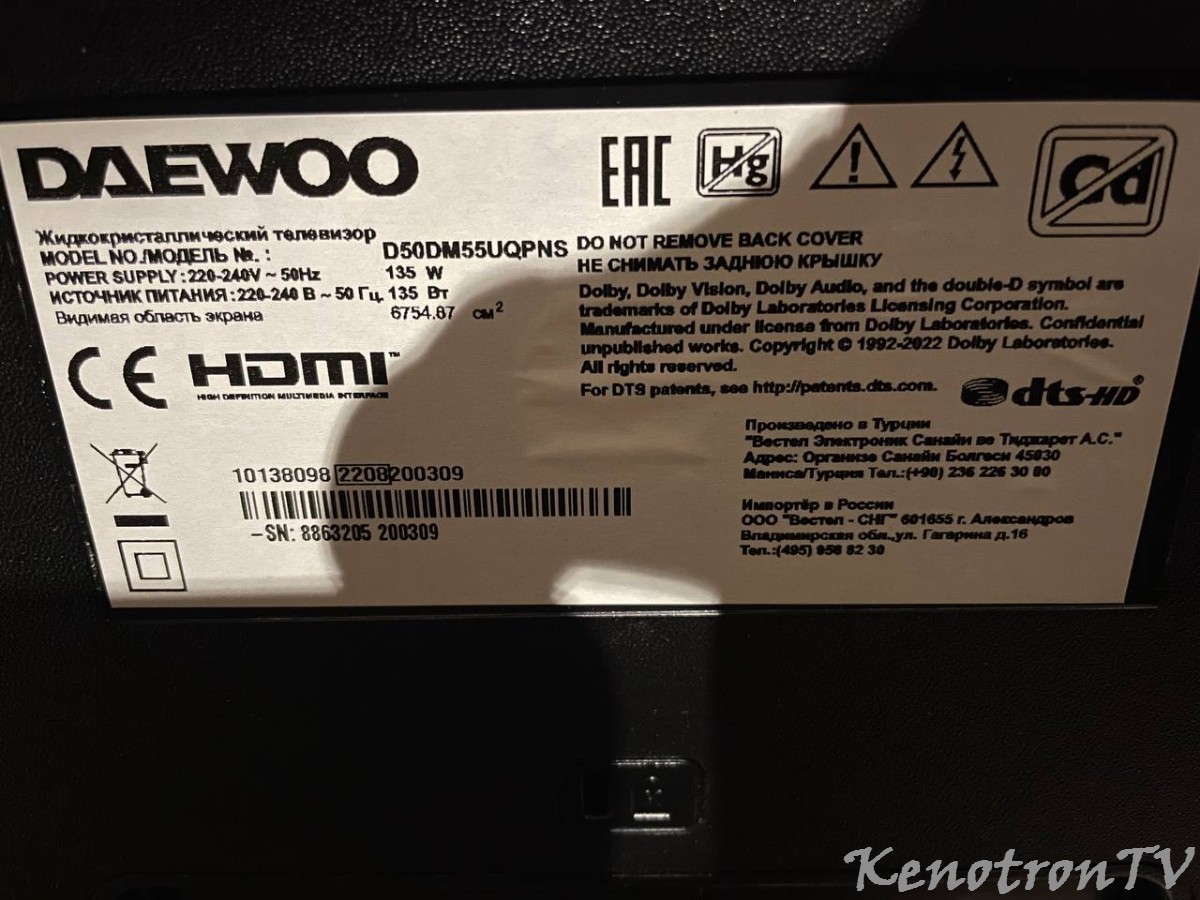 DAEWOO
EAC
Hg
Cd
Жидкокристаллический телевизор
MODEL NO./МОДЕЛЬ №. : D50DM55UQPNS
POWER SUPPLY : 220-240V ~ 50Hz 135 W
ИСТОЧНИК ПИТАНИЯ : 220-240 В ~ 50 Гц, 135 Вт
Видимая область экрана 6754,87 см²
CE HDMI™
HIGH DEFINITION MULTIMEDIA INTERFACE
DO NOT REMOVE BACK COVER
НЕ СНИМАТЬ ЗАДНЮЮ КРЫШКУ
Dolby, Dolby Vision, Dolby Audio, and the double-D symbol are
trademarks of Dolby Laboratories Licensing Corporation.
Manufactured under license from Dolby Laboratories. Confidential
unpublished works. Copyright © 1992-2022 Dolby Laboratories.
All rights reserved.
For DTS patents, see http://patents.dts.com.
dts-HD®
10138098 2208200309
-SN: 8863205 200309
Произведено в Турции
"Вестел Электроник Санайи ве Тиджарет А.С."
Адрес: Организе Санайи Болгеси 45030
Маниса/Турция Тел.:(+90) 236 226 30 00
Импортёр в России
ООО "Вестел - СНГ" 601655 г. Александров
Владимирская обл.,ул. Гагарина д.16
Тел.:(495) 956 82 30
KenotronTV